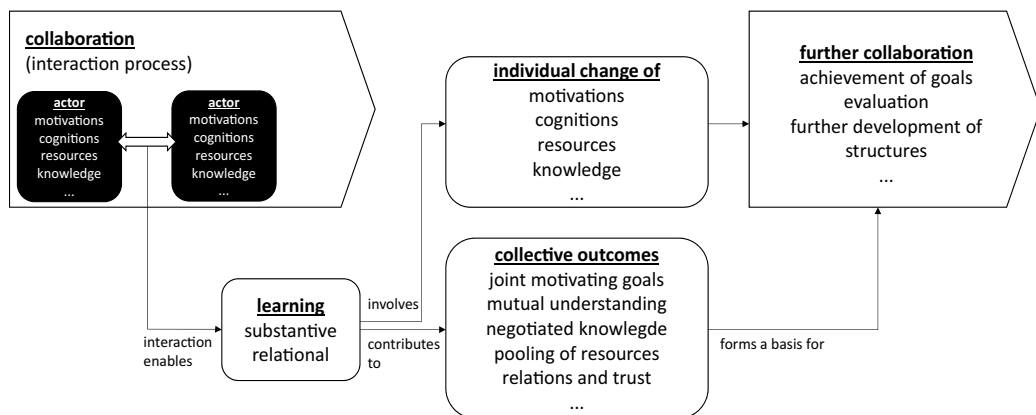 collaboration
(interaction process)
actor
motivations
cognitions
resources
knowledge
...
actor
motivations
cognitions
resources
knowledge
...
interaction
enables
learning
substantive
relational
involves
contributes
to
individual change of
motivations
cognitions
resources
knowledge
...
collective outcomes
joint motivating goals
mutual understanding
negotiated knowlegde
pooling of resources
relations and trust
...
forms a basis for
further collaboration
achievement of goals
evaluation
further development of
structures
...